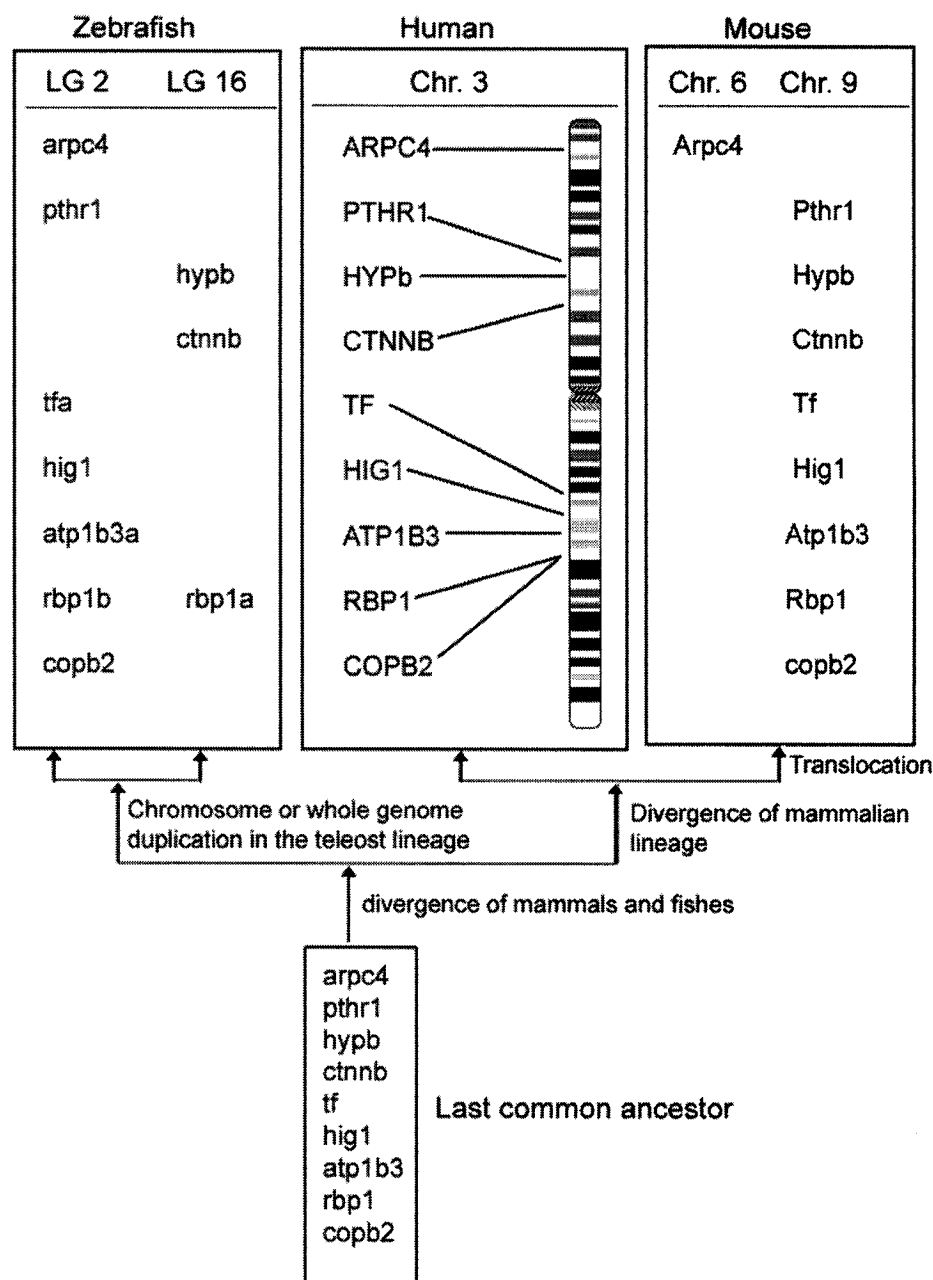 Zebrafish Human Mouse
LG 2 LG 16 Chr. 3 Chr. 6 Chr. 9
arpc4 ARPC4 Arpc4
pthr1 PTHR1 Pthr1
hypb HYPb Hypb
ctnnb CTNNB Ctnnb
tfa TF Tf
hig1 HIG1 Hig1
atp1b3a ATP1B3 Atp1b3
rbp1b rbp1a RBP1 Rbp1
copb2 COPB2 copb2
Translocation
Chromosome or whole genome
duplication in the teleost lineage
Divergence of mammalian
lineage
divergence of mammals and fishes
arpc4
pthr1
hypb
ctnnb
tf
hig1
atp1b3
rbp1
copb2
Last common ancestor